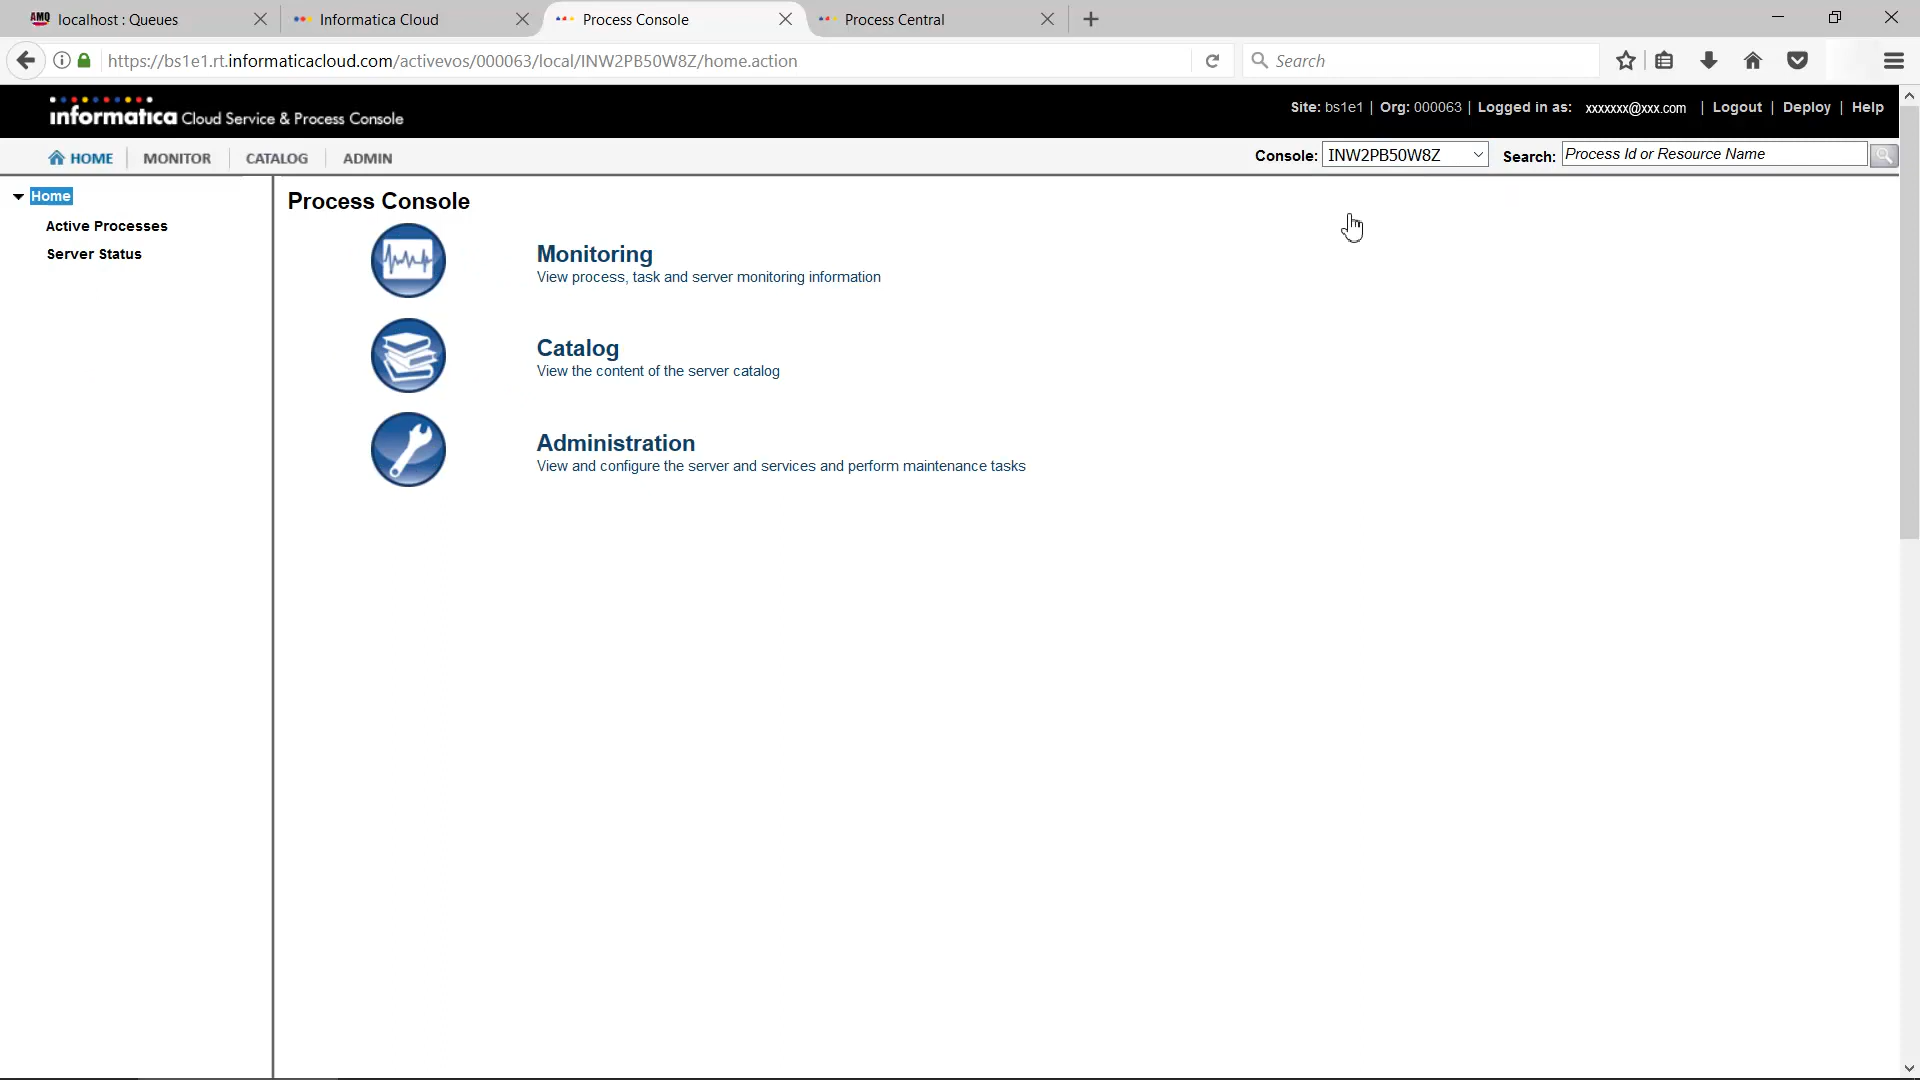 AMQ localhost : Queues
Informatica Cloud
Process Console
Process Central
https://bs1e1.rt.informaticacloud.com/activevos/000063/local/INW2PB50W8Z/home.action
Search
informatica Cloud Service & Process Console
Site: bs1e1 | Org: 000063 | Logged in as: xxxxxxx@xxx.com | Logout | Deploy | Help
HOME MONITOR CATALOG ADMIN
Console: INW2PB50W8Z Search: Process Id or Resource Name
Home
Active Processes
Server Status
Process Console
Monitoring
View process, task and server monitoring information
Catalog
View the content of the server catalog
Administration
View and configure the server and services and perform maintenance tasks